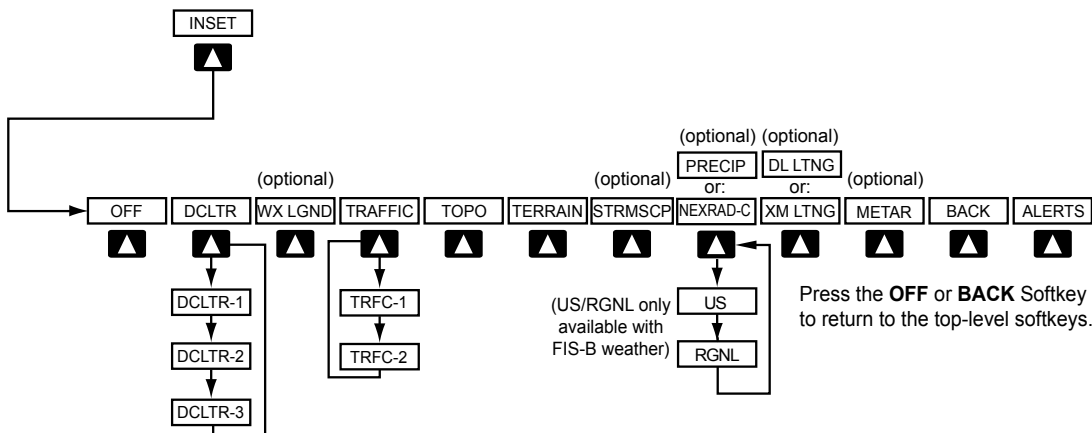 INSET
(optional) (optional)
PRECIP DL LTNG
(optional) (optional) or: or: (optional)
OFF DCLTR WX LGND TRAFFIC TOPO TERRAIN STRMSCP NEXRAD-C XM LTNG METAR BACK ALERTS
DCLTR-1 TRFC-1 US
DCLTR-2 TRFC-2 RGNL
DCLTR-3
(US/RGNL only
available with
FIS-B weather)
Press the OFF or BACK Softkey
to return to the top-level softkeys.